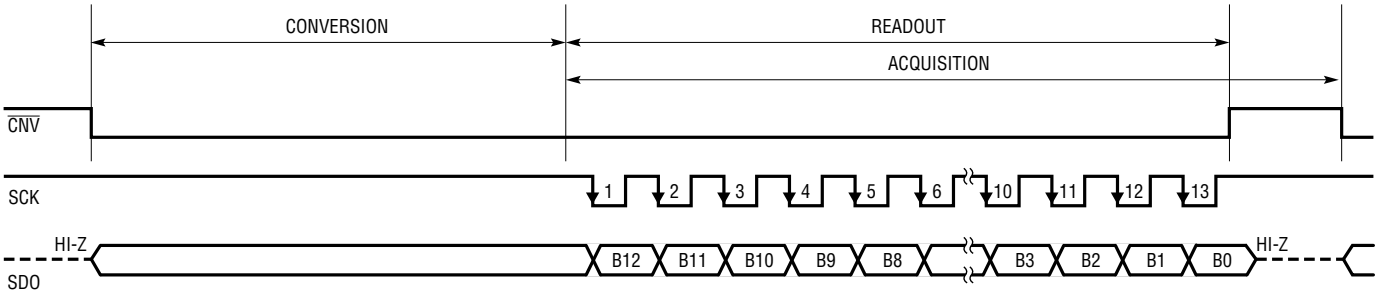 CONVERSION READOUT
ACQUISITION
CNV
SCK 1 2 3 4 5 6 10 11 12 13
HI-Z B12 B11 B10 B9 B8 B3 B2 B1 B0 HI-Z
SDO